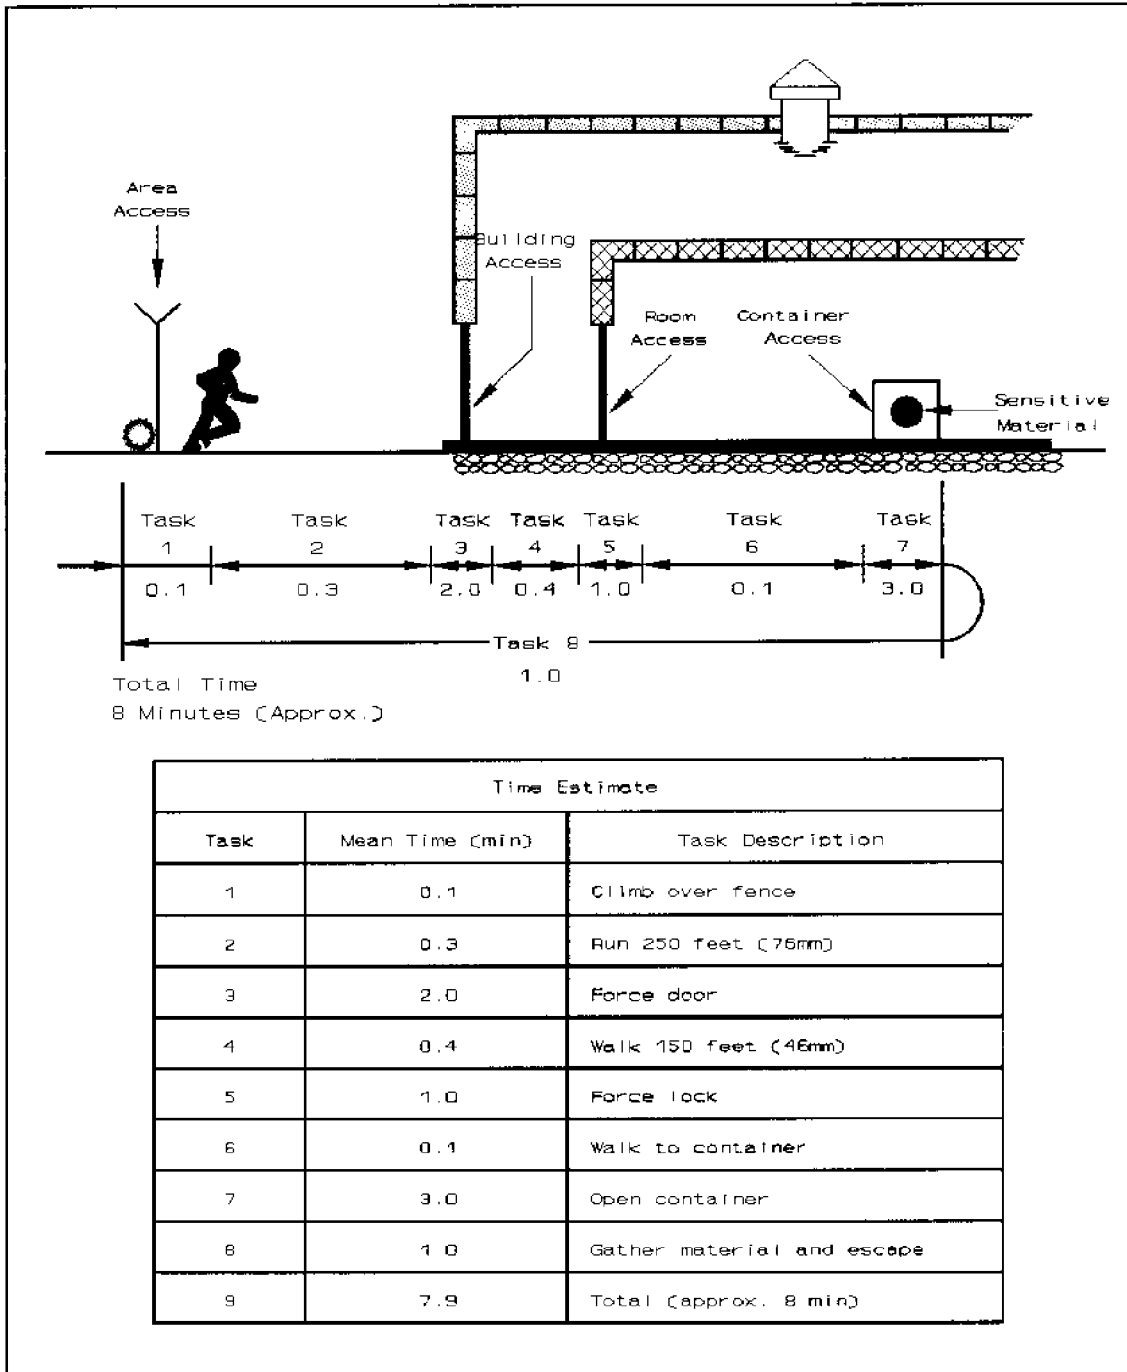 Area
Access
Building
Access
Room
Access
Container
Access
Sensitive
Material
Task Task Task Task Task Task Task
1 2 3 4 5 6 7
0.1 0.3 2.0 0.4 1.0 0.1 3.0
Task 8
1.0
Total Time
8 Minutes (Approx.)
Time Estimate
Task Mean Time (min) Task Description
1 0.1 Climb over fence
2 0.3 Run 250 feet (76mm)
3 2.0 Force door
4 0.4 Walk 150 feet (46mm)
5 1.0 Force lock
6 0.1 Walk to container
7 3.0 Open container
8 1.0 Gather material and escape
9 7.9 Total (approx. 8 min)